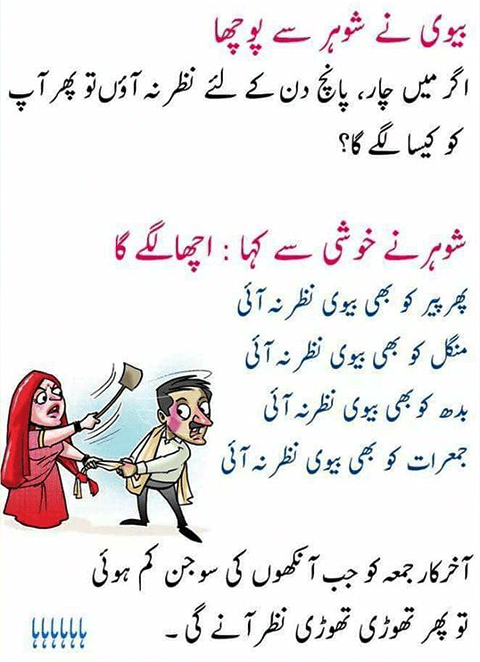 بیوی نے شوہر سے پوچھا
اگر میں چار، پانچ دن کے لئے نظر نہ آؤں تو پھر آپ
کو کیسا لگے گا؟
شوہر نے خوشی سے کہا : اچھا لگے گا
پھر پیر کو بھی بیوی نظر نہ آئی
منگل کو بھی بیوی نظر نہ آئی
بدھ کو بھی بیوی نظر نہ آئی
جمعرات کو بھی بیوی نظر نہ آئی
آخرکار جمعہ کو جب آنکھوں کی سوجن کم ہوئی
تو پھر تھوڑی تھوڑی نظر آنے لگی ۔
ہاہاہاہاہاہا